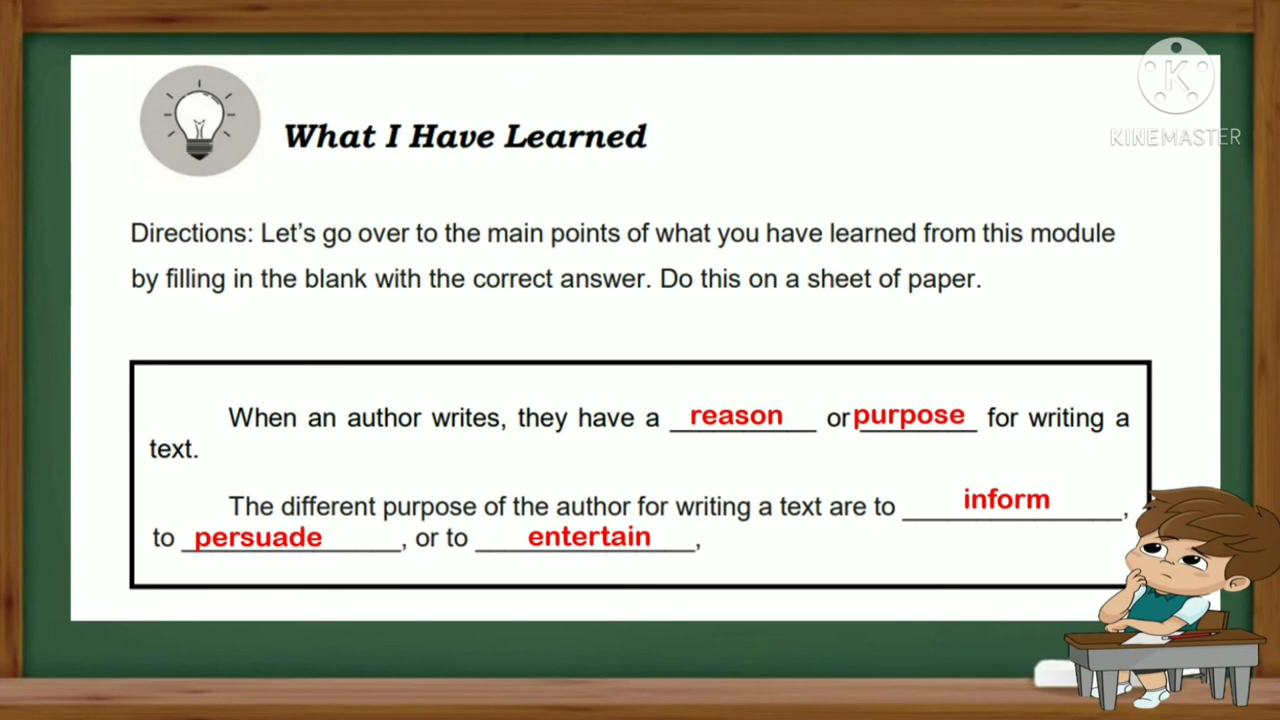 K
KINEMASTER
What I Have Learned
Directions: Let's go over to the main points of what you have learned from this module
by filling in the blank with the correct answer. Do this on a sheet of paper.
When an author writes, they have a reason or purpose for writing a
text.
The different purpose of the author for writing a text are to inform,
to persuade, or to entertain,